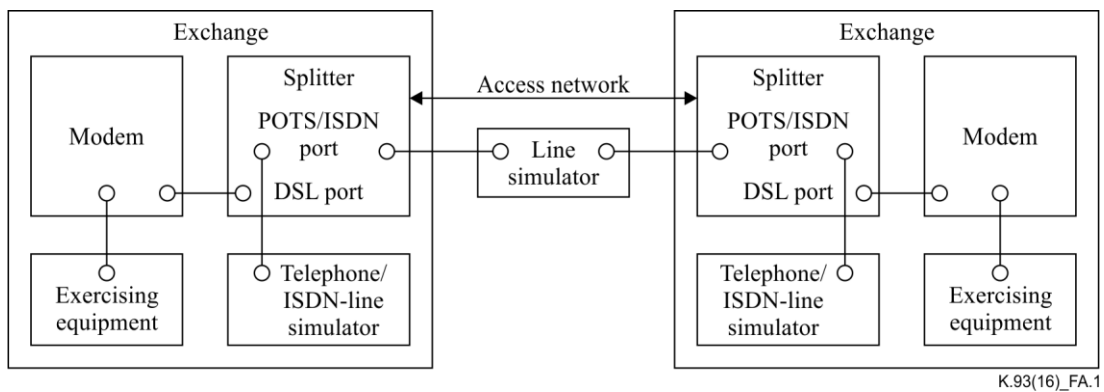 Exchange
Modem
Splitter
POTS/ISDN
port
DSL port
Exercising
equipment
Telephone/
ISDN-line
simulator
Access network
Line
simulator
Exchange
Splitter
POTS/ISDN
port
DSL port
Modem
Telephone/
ISDN-line
simulator
Exercising
equipment
K.93(16)_FA.1